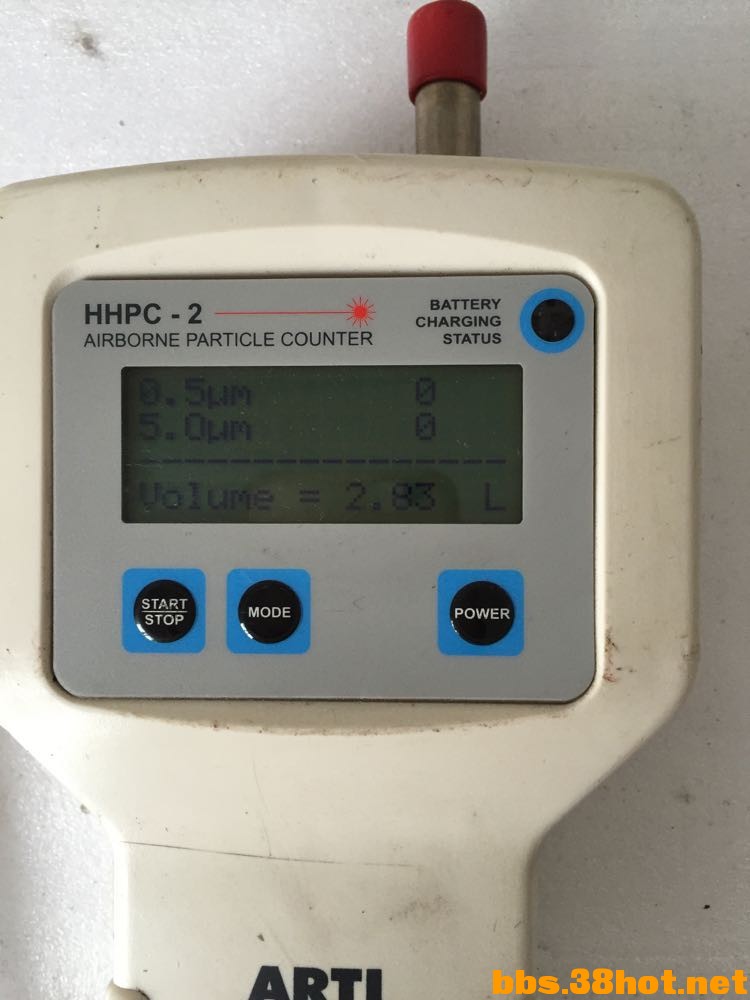 HHPC - 2
AIRBORNE PARTICLE COUNTER
BATTERY
CHARGING
STATUS
0.5µm 0
5.0µm 0
----------------
Volume = 2.83 L
START
STOP
MODE
POWER
ARTI
bbs.38hot.net